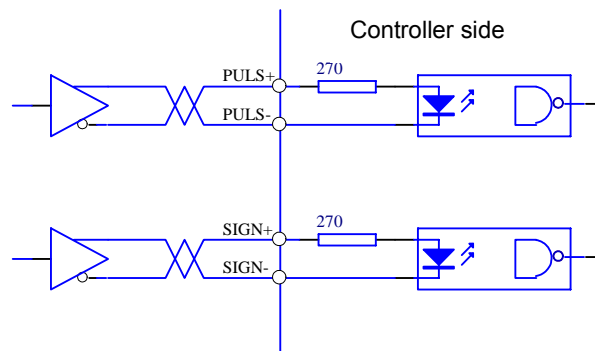 Controller side
PULS+
270
PULS-
SIGN+
270
SIGN-